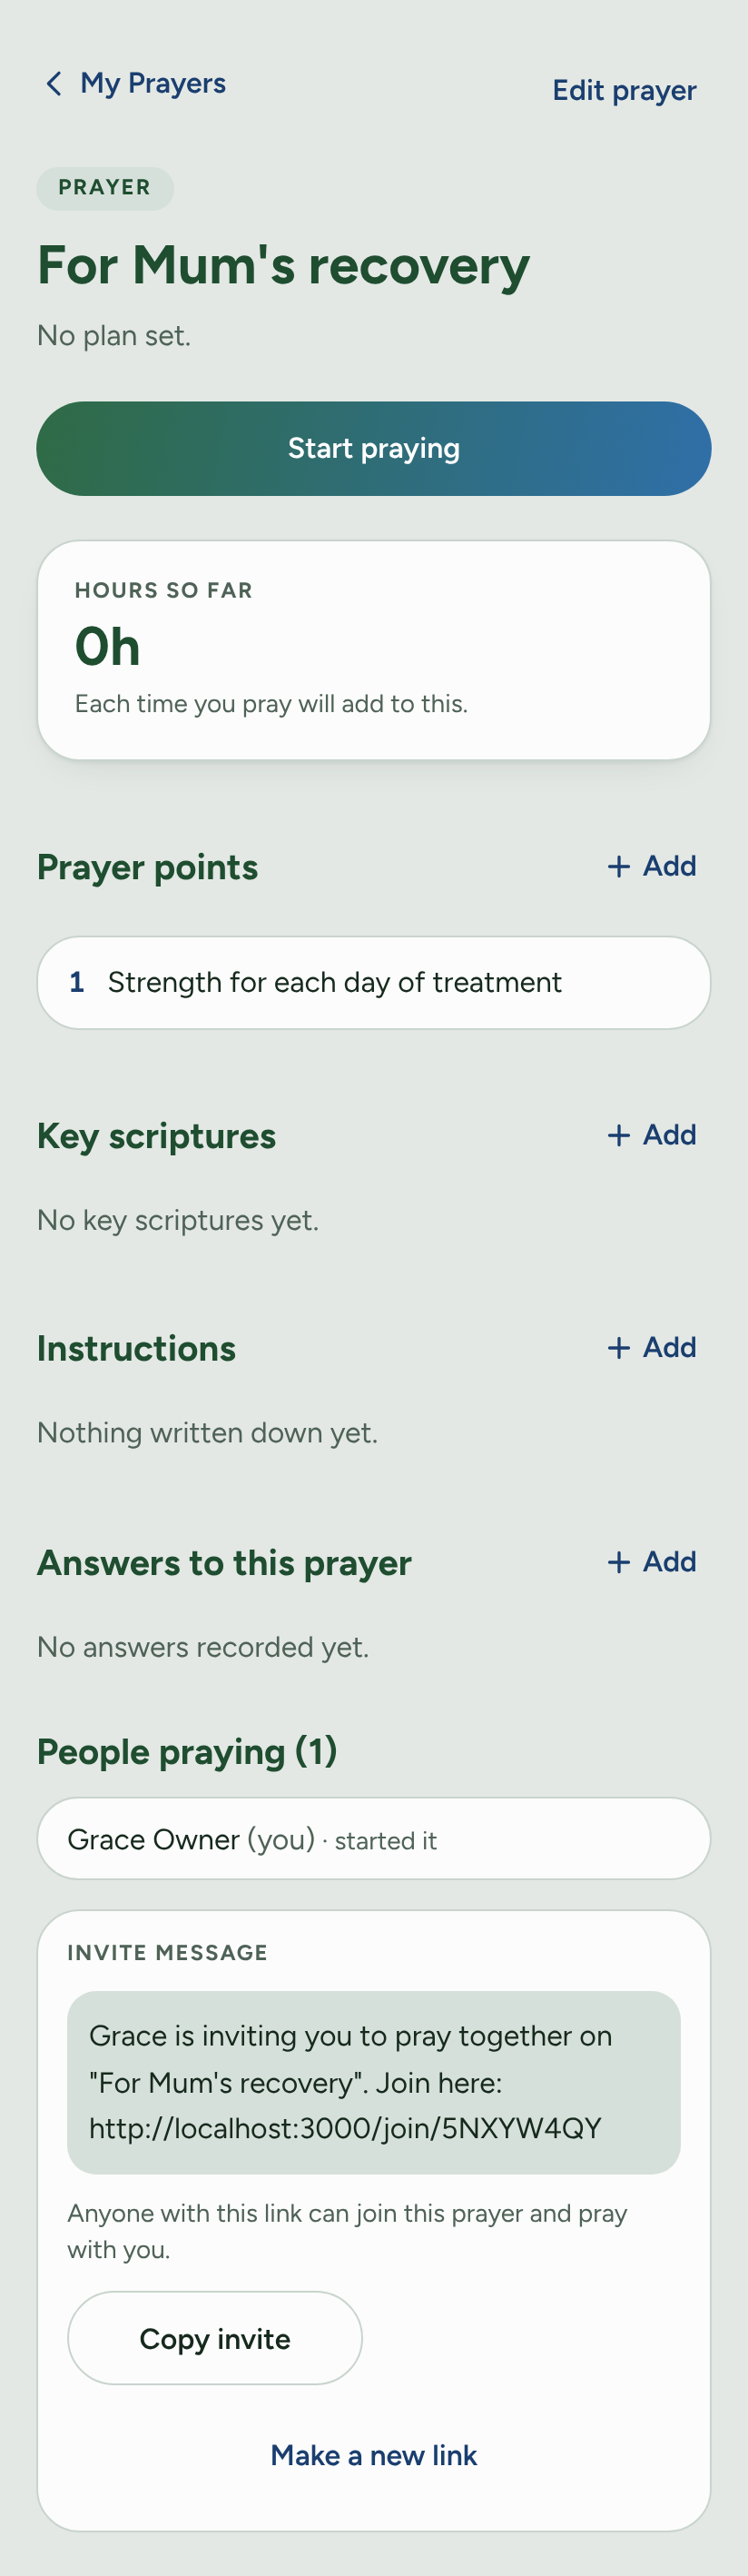 My Prayers
Edit prayer
PRAYER
For Mum's recovery
No plan set.
Start praying
HOURS SO FAR
0h
Each time you pray will add to this.
Prayer points
+ Add
1 Strength for each day of treatment
Key scriptures
+ Add
No key scriptures yet.
Instructions
+ Add
Nothing written down yet.
Answers to this prayer
+ Add
No answers recorded yet.
People praying (1)
Grace Owner (you) · started it
INVITE MESSAGE
Grace is inviting you to pray together on
"For Mum's recovery". Join here:
http://localhost:3000/join/5NXYW4QY
Anyone with this link can join this prayer and pray
with you.
Copy invite
Make a new link